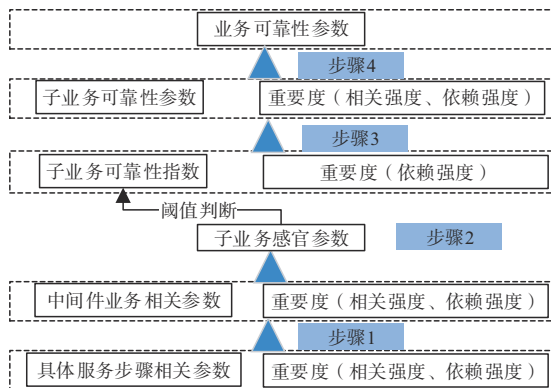 业务可靠性参数
步骤4
子业务可靠性参数
重要度（相关强度、依赖强度）
步骤3
子业务可靠性指数
重要度（依赖强度）
阈值判断
子业务感官参数
步骤2
中间件业务相关参数
重要度（相关强度、依赖强度）
步骤1
具体服务步骤相关参数
重要度（相关强度、依赖强度）